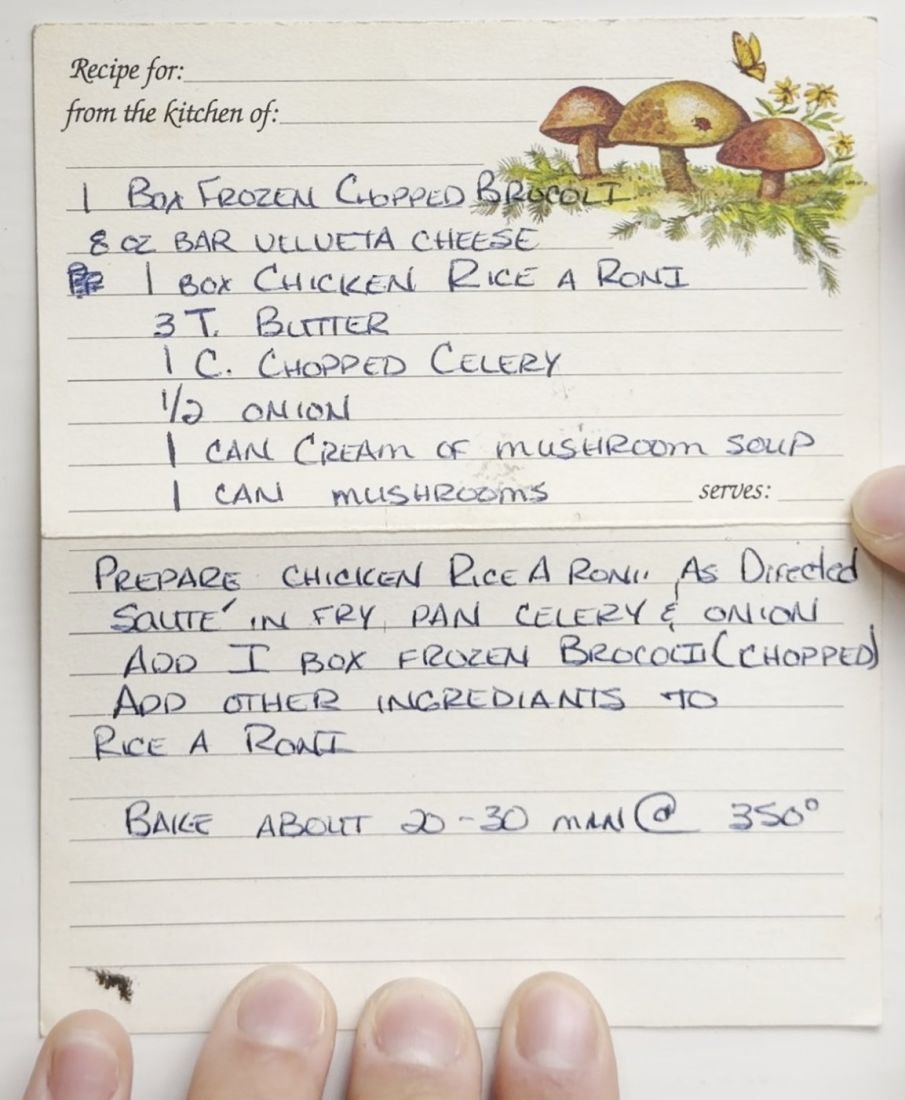 Recipe for:
from the kitchen of:
1 BOX FROZEN CHOPPED BROCOLI
8 OZ BAR VELVETA CHEESE
1 BOX CHICKEN RICE A RONI
3 T. BUTTER
1 C. CHOPPED CELERY
1/2 ONION
1 CAN CREAM OF MUSHROOM SOUP
1 CAN MUSHROOMS serves:
PREPARE CHICKEN RICE A RONI. As Directed
SAUTÉ IN FRY PAN CELERY & ONION
ADD 1 BOX FROZEN BROCOLI (CHOPPED)
ADD OTHER INGREDIANTS TO
RICE A RONI
BAKE ABOUT 20-30 MIN @ 350°